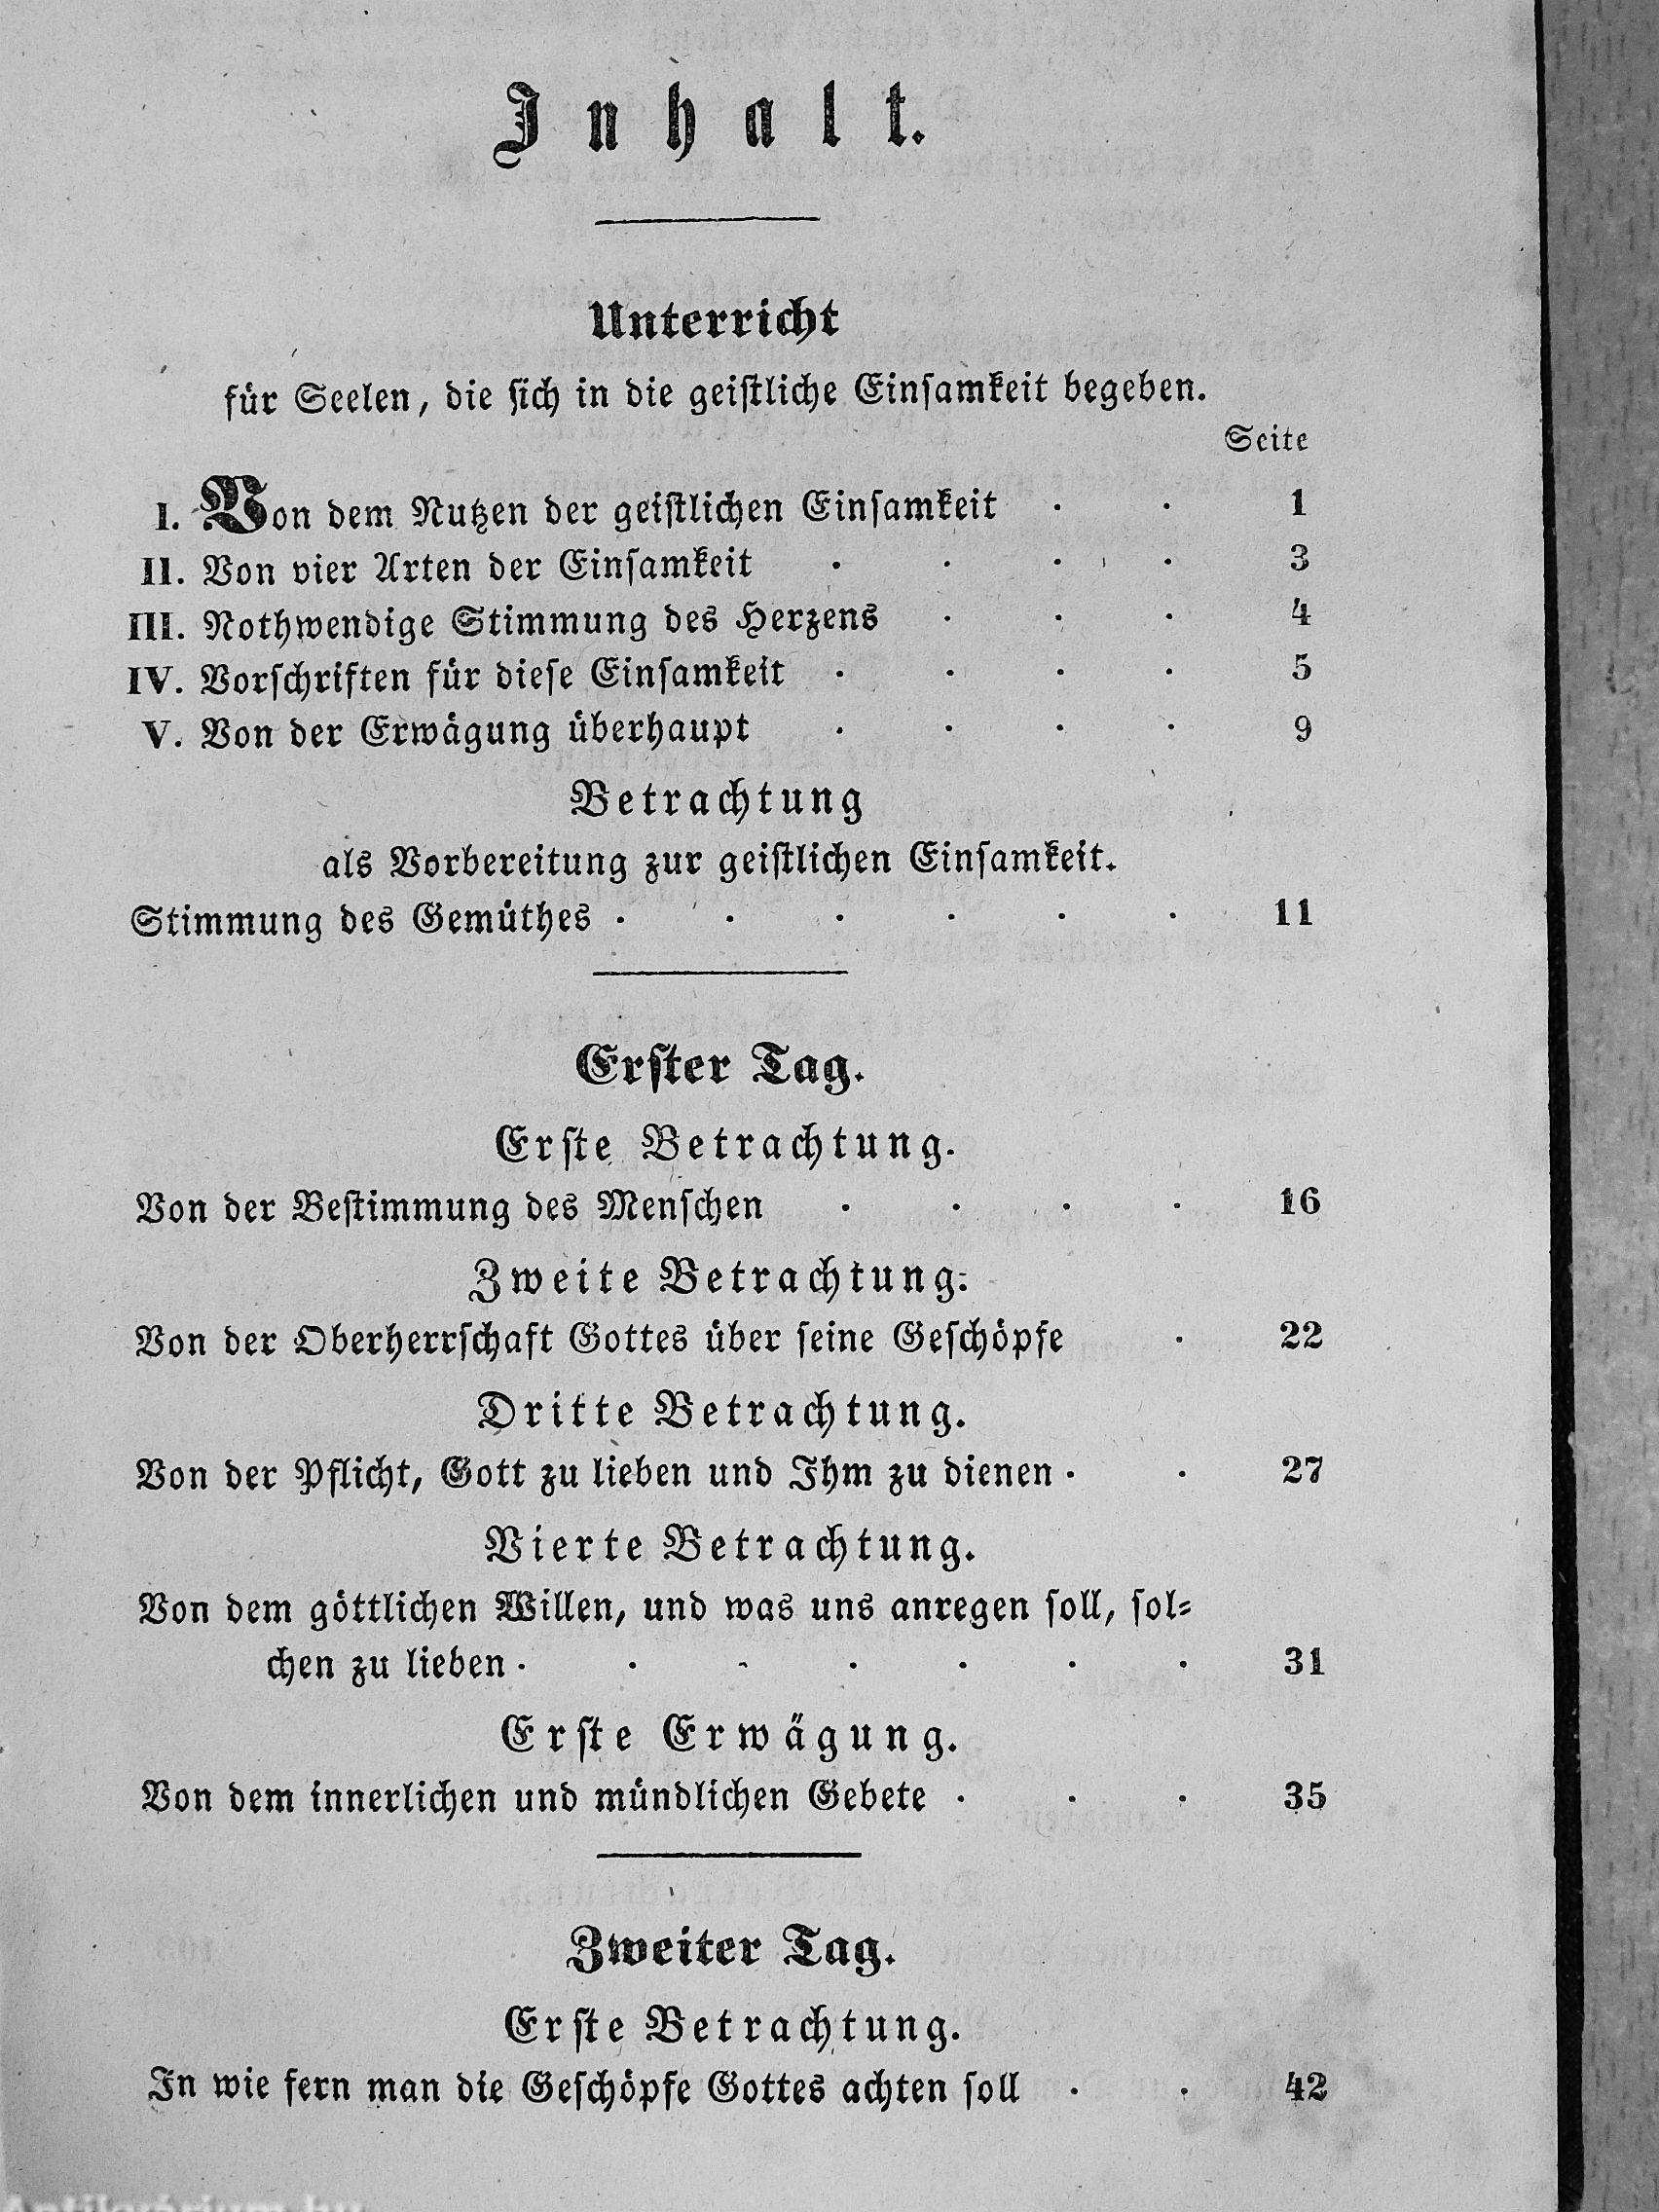 Inhalt.
Unterricht
für Seelen, die ſich in die geiſtliche Einſamkeit begeben.
Seite
I. Von dem Nutzen der geiſtlichen Einſamkeit . . 1
II. Von vier Arten der Einſamkeit . . . . 3
III. Nothwendige Stimmung des Herzens . . . 4
IV. Vorſchriften für dieſe Einſamkeit . . . . 5
V. Von der Erwägung überhaupt . . . . 9
Betrachtung
als Vorbereitung zur geiſtlichen Einſamkeit.
Stimmung des Gemüthes . . . . . . 11
Erſter Tag.
Erſte Betrachtung.
Von der Beſtimmung des Menſchen . . . . 16
Zweite Betrachtung.
Von der Oberherrſchaft Gottes über ſeine Geſchöpfe . 22
Dritte Betrachtung.
Von der Pflicht, Gott zu lieben und Ihm zu dienen . . 27
Vierte Betrachtung.
Von dem göttlichen Willen, und was uns anregen ſoll, ſol⸗
chen zu lieben . . . . . . . 31
Erſte Erwägung.
Von dem innerlichen und mündlichen Gebete . . . 35
Zweiter Tag.
Erſte Betrachtung.
In wie fern man die Geſchöpfe Gottes achten ſoll . . 42